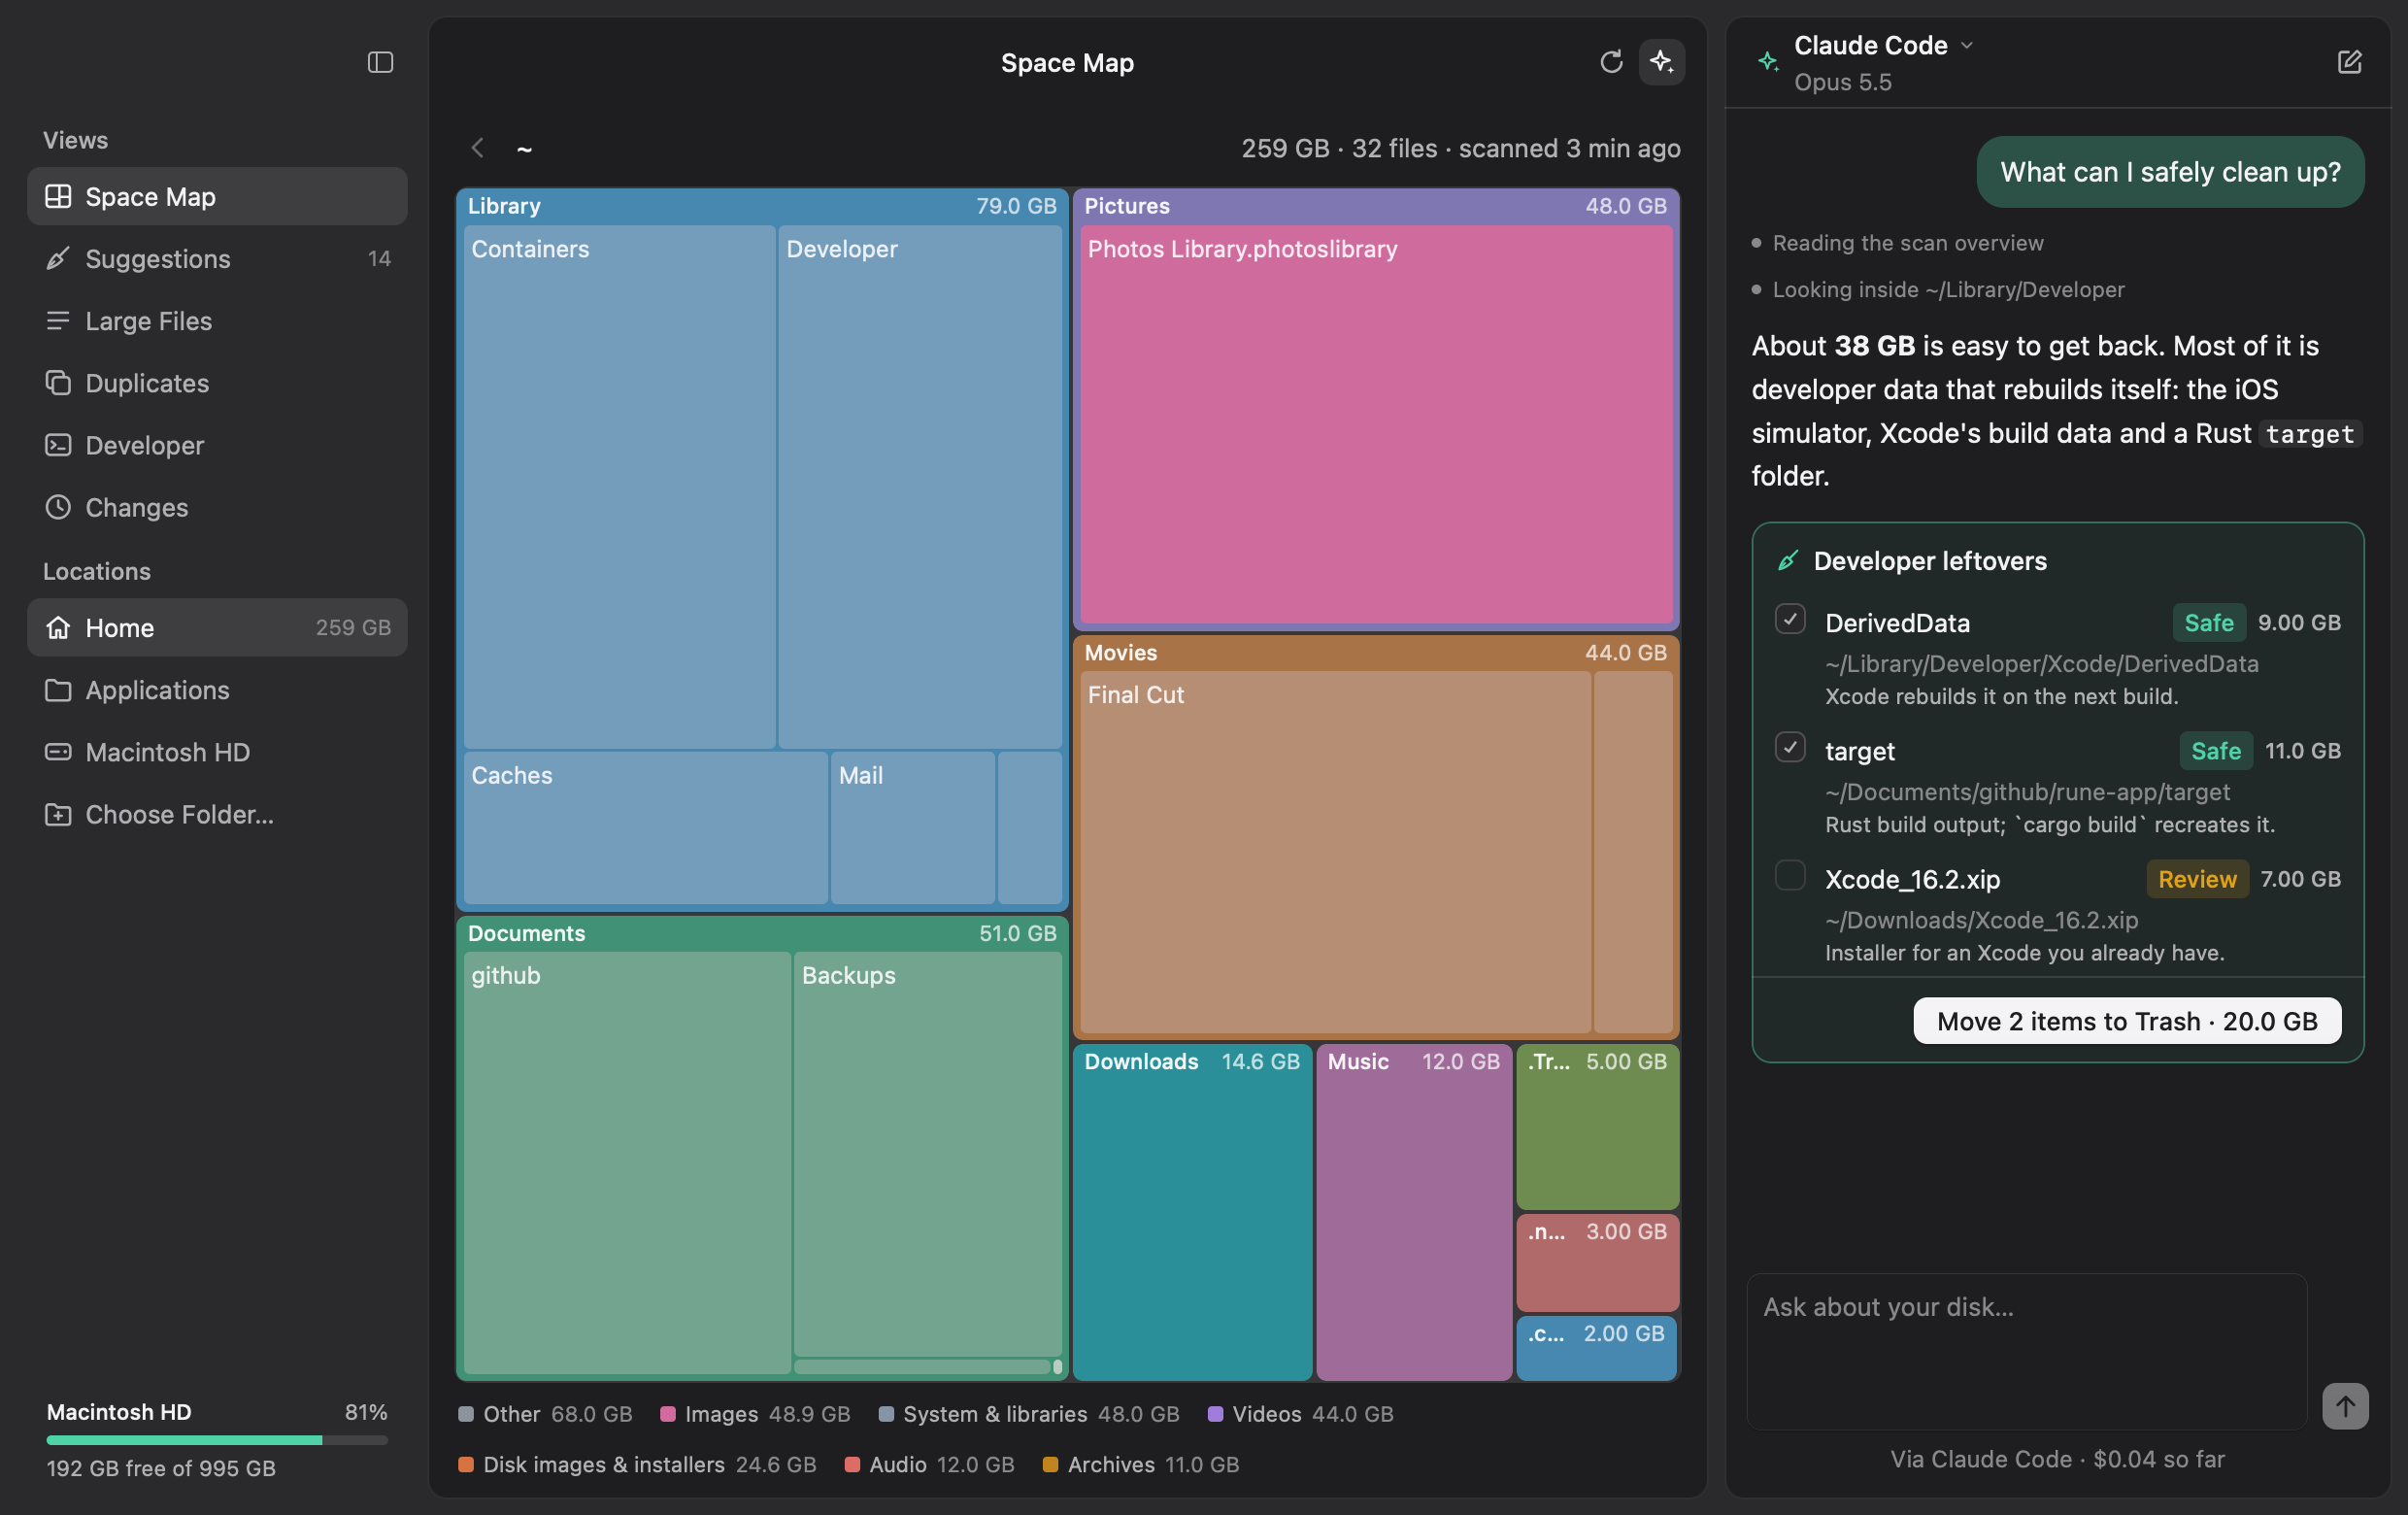 Views
Space Map
Suggestions 14
Large Files
Duplicates
Developer
Changes
Locations
Home 259 GB
Applications
Macintosh HD
Choose Folder...
Macintosh HD 81%
192 GB free of 995 GB
Space Map
~ 259 GB · 32 files · scanned 3 min ago
Library 79.0 GB
Containers
Developer
Caches
Mail
Documents 51.0 GB
github
Backups
Pictures 48.0 GB
Photos Library.photoslibrary
Movies 44.0 GB
Final Cut
Downloads 14.6 GB
Music 12.0 GB
.Tr... 5.00 GB
.n... 3.00 GB
.c... 2.00 GB
Other 68.0 GB Images 48.9 GB System & libraries 48.0 GB Videos 44.0 GB
Disk images & installers 24.6 GB Audio 12.0 GB Archives 11.0 GB
Claude Code
Opus 5.5
What can I safely clean up?
Reading the scan overview
Looking inside ~/Library/Developer
About 38 GB is easy to get back. Most of it is
developer data that rebuilds itself: the iOS
simulator, Xcode's build data and a Rust target
folder.
Developer leftovers
DerivedData Safe 9.00 GB
~/Library/Developer/Xcode/DerivedData
Xcode rebuilds it on the next build.
target Safe 11.0 GB
~/Documents/github/rune-app/target
Rust build output; `cargo build` recreates it.
Xcode_16.2.xip Review 7.00 GB
~/Downloads/Xcode_16.2.xip
Installer for an Xcode you already have.
Move 2 items to Trash · 20.0 GB
Ask about your disk...
Via Claude Code · $0.04 so far